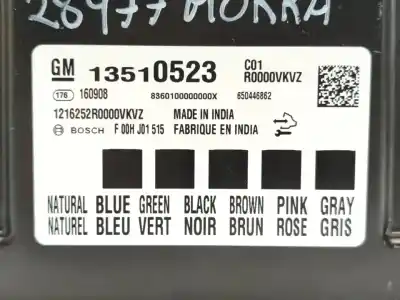 28977 MOKKA
GM 13510523 C01
R0000VKVZ
176 160908 8360100000000X 650446862
1216252R0000VKVZ MADE IN INDIA
BOSCH F 00H J01 515 FABRIQUE EN INDIA
NATURAL BLUE GREEN BLACK BROWN PINK GRAY
NATUREL BLEU VERT NOIR BRUN ROSE GRIS